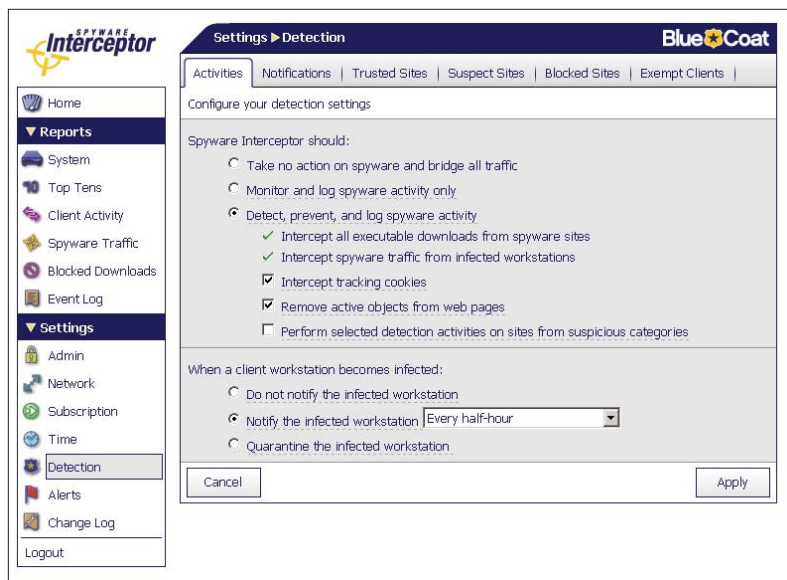 SPYWARE
Interceptor
Home
Reports
System
Top Tens
Client Activity
Spyware Traffic
Blocked Downloads
Event Log
Settings
Admin
Network
Subscription
Time
Detection
Alerts
Change Log
Logout
Settings Detection
Blue Coat
Activities
Notifications
Trusted Sites
Suspect Sites
Blocked Sites
Exempt Clients
Configure your detection settings
Spyware Interceptor should:
Take no action on spyware and bridge all traffic
Monitor and log spyware activity only
Detect, prevent, and log spyware activity
Intercept all executable downloads from spyware sites
Intercept spyware traffic from infected workstations
Intercept tracking cookies
Remove active objects from web pages
Perform selected detection activities on sites from suspicious categories
When a client workstation becomes infected:
Do not notify the infected workstation
Notify the infected workstation Every half-hour
Quarantine the infected workstation
Cancel
Apply